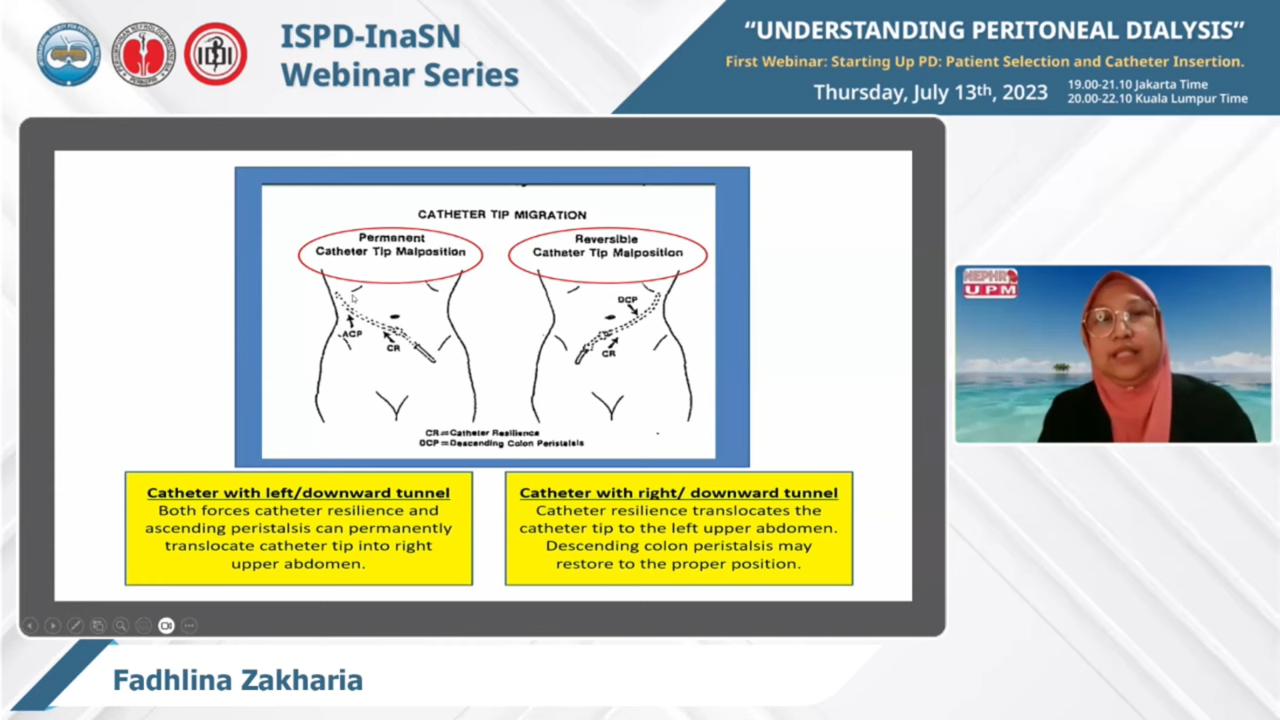 ISPD-InaSN
Webinar Series
“UNDERSTANDING PERITONEAL DIALYSIS”
First Webinar: Starting Up PD: Patient Selection and Catheter Insertion.
Thursday, July 13th, 2023
19.00-21.10 Jakarta Time
20.00-22.10 Kuala Lumpur Time
CATHETER TIP MIGRATION
Permanent
Catheter Tip Malposition
Reversible
Catheter Tip Malposition
ACP
CR
DCP
CR
CR=Catheter Resilience
DCP=Descending Colon Peristalsis
Catheter with left/downward tunnel
Both forces catheter resilience and
ascending peristalsis can permanently
translocate catheter tip into right
upper abdomen.
Catheter with right/ downward tunnel
Catheter resilience translocates the
catheter tip to the left upper abdomen.
Descending colon peristalsis may
restore to the proper position.
NEPHRO
UPM
Fadhlina Zakharia